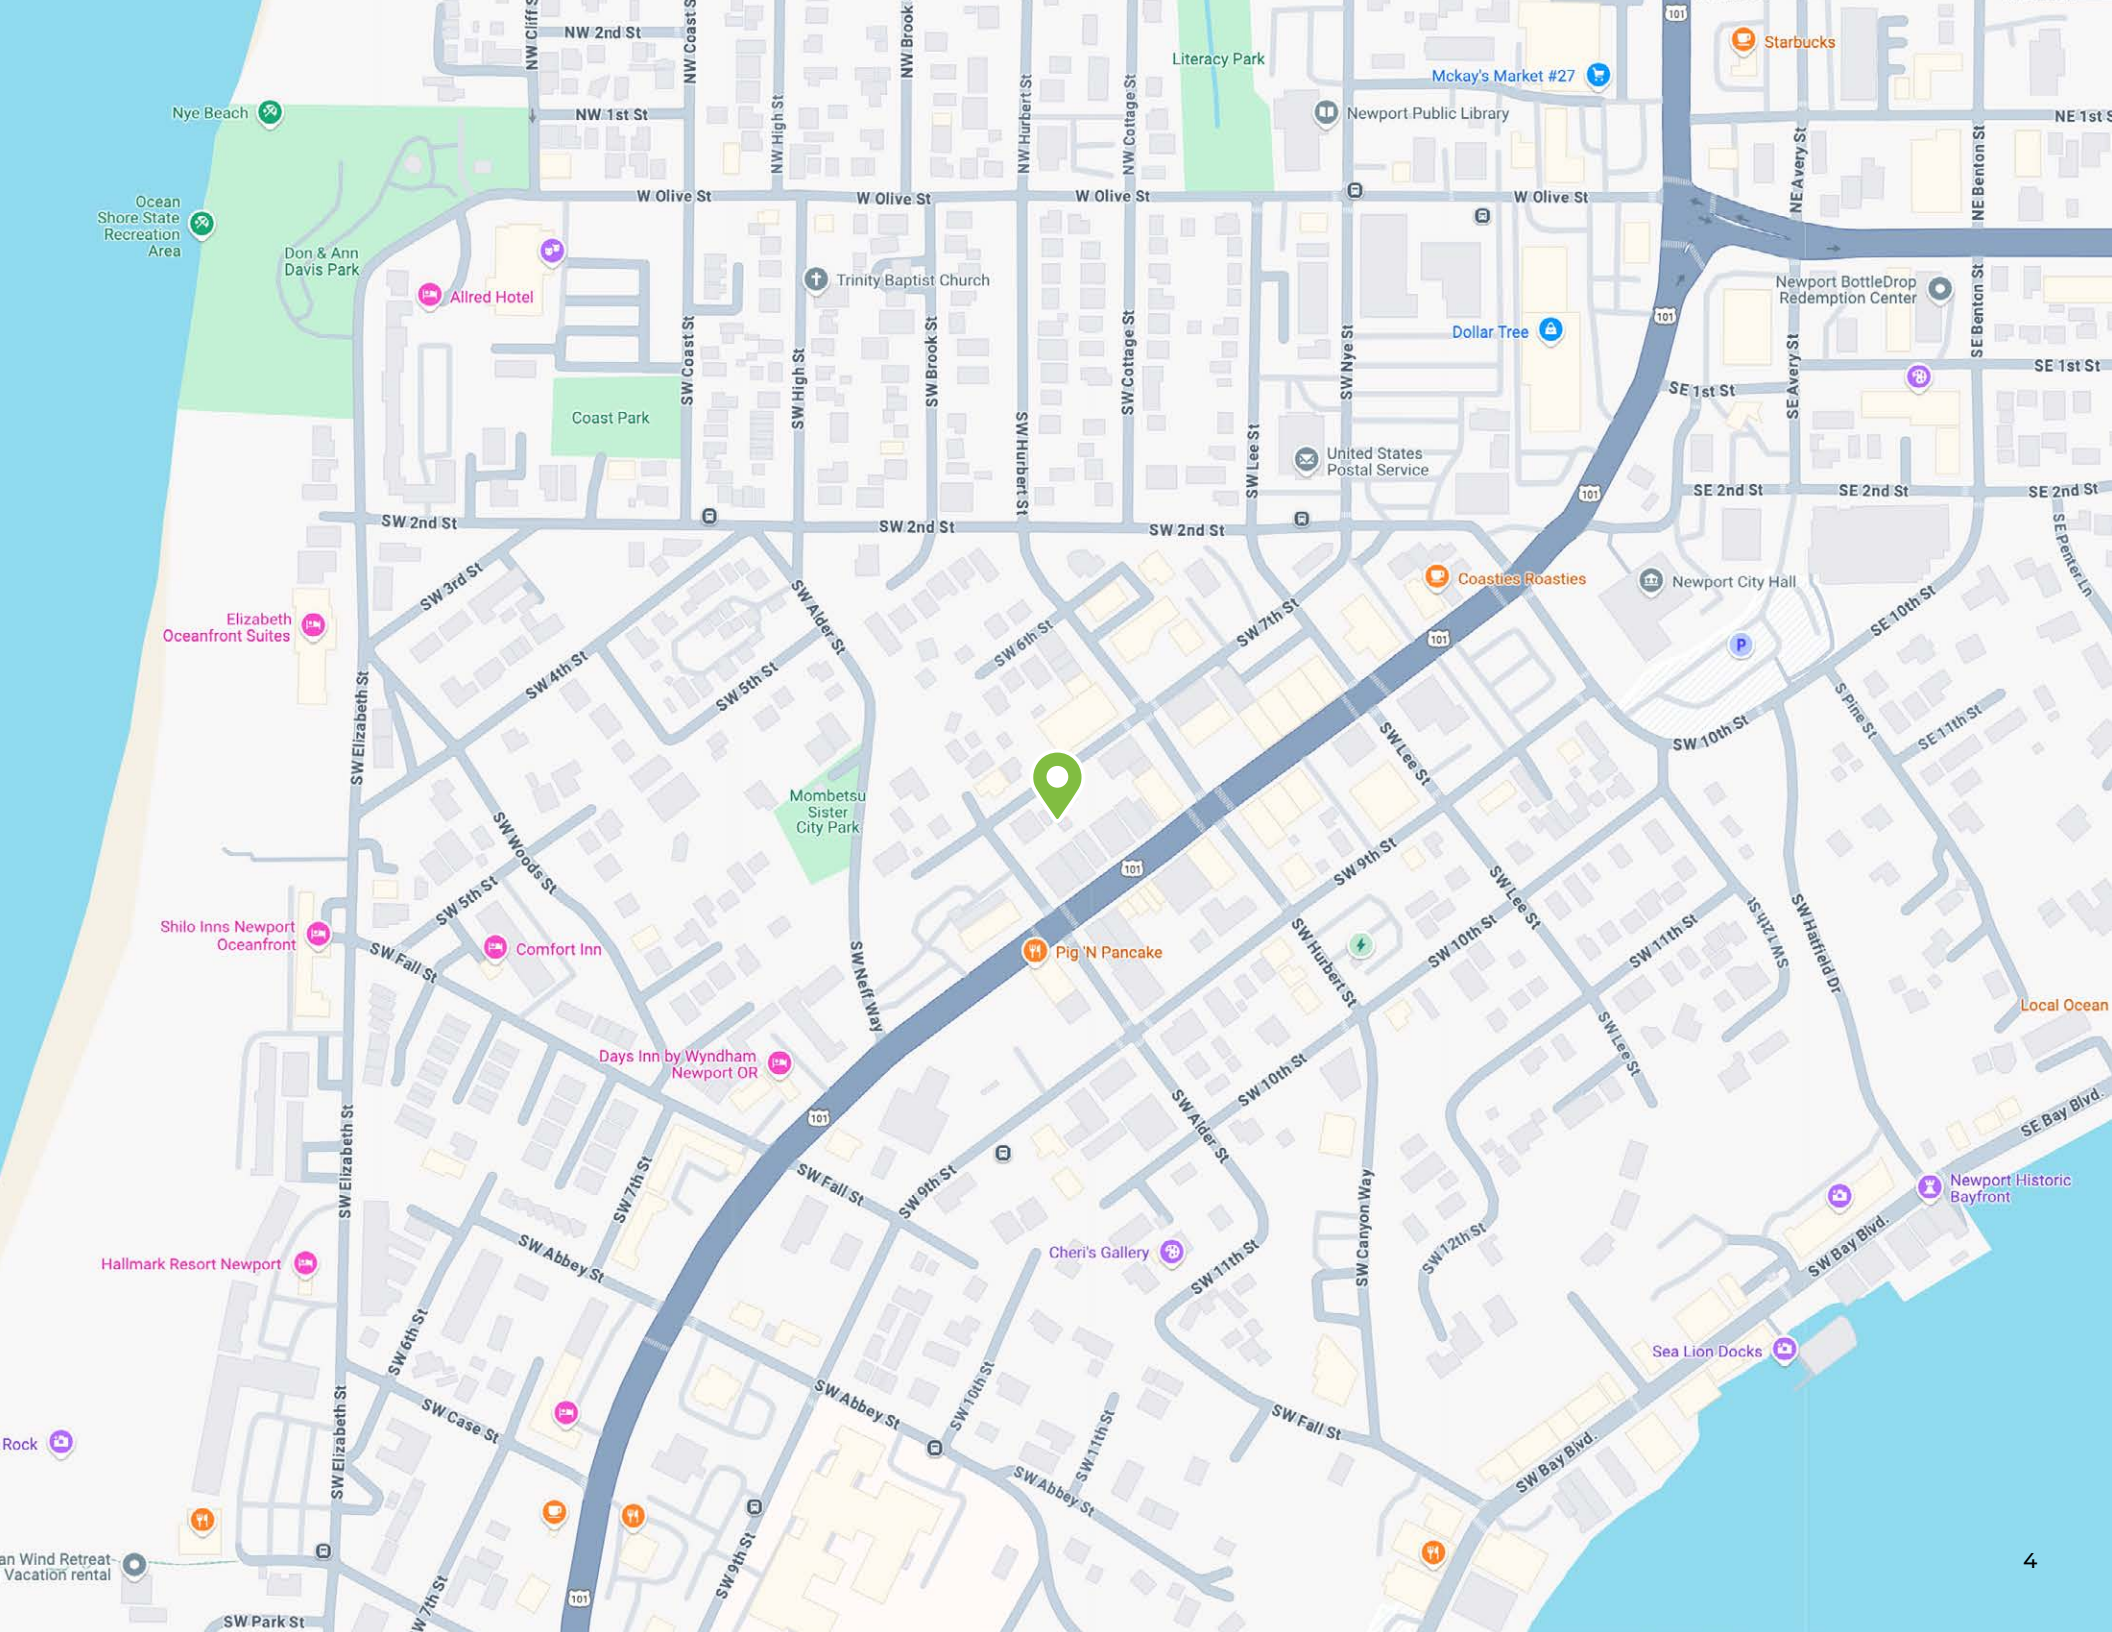 NW Cliff S
NW 2nd St
NW Coast S
NW Brook
Literacy Park
101
Starbucks
Mckay's Market #27
Nye Beach
NW 1st St
NW High St
NW Hurbert St
NW Cottage St
Newport Public Library
NE 1st S
NE Avery St
NE Benton St
Ocean
Shore State
Recreation
Area
W Olive St
W Olive St
W Olive St
W Olive St
Don & Ann
Davis Park
Allred Hotel
Trinity Baptist Church
Newport BottleDrop
Redemption Center
101
Dollar Tree
SW Coast St
SW High St
SW Brook St
SW Hurbert St
SW Cottage St
SW Lee St
SW Nye St
SE Benton St
SE 1st St
SE 1st St
SE Avery St
Coast Park
United States
Postal Service
101
SE 2nd St
SE 2nd St
SE 2nd St
SW 2nd St
SW 2nd St
SW 2nd St
SE Penter Ln
SW 3rd St
SW Alder St
Coasties Roasties
Newport City Hall
SE 10th St
Elizabeth
Oceanfront Suites
SW 6th St
SW 7th St
101
P
SW 4th St
SW 5th St
SW Elizabeth St
SW Lee St
SW 10th St
S Pine St
SE 11th St
Mombetsu
Sister
City Park
SW Woods St
101
SW 9th St
SW 5th St
SW Lee St
SW 12th St
SW Hatfield Dr
Shilo Inns Newport
Oceanfront
SW Fall St
Comfort Inn
Pig 'N Pancake
SW Hurbert St
SW 10th St
SW 11th St
SW Neff Way
Local Ocean
Days Inn by Wyndham
Newport OR
SW Lee St
101
SW 10th St
SW Alder St
SE Bay Blvd.
SW Elizabeth St
SW 7th St
SW Fall St
SW 9th St
SW Canyon Way
Newport Historic
Bayfront
SW Abbey St
Cheri's Gallery
SW 11th St
SW 12th St
SW Bay Blvd.
Hallmark Resort Newport
SW 6th St
Sea Lion Docks
SW Elizabeth St
SW Case St
SW Abbey St
SW 10th St
SW 11th St
SW Fall St
Rock
SW Abbey St
SW Bay Blvd.
an Wind Retreat
Vacation rental
SW 9th St
101
W 7th St
SW Park St
4